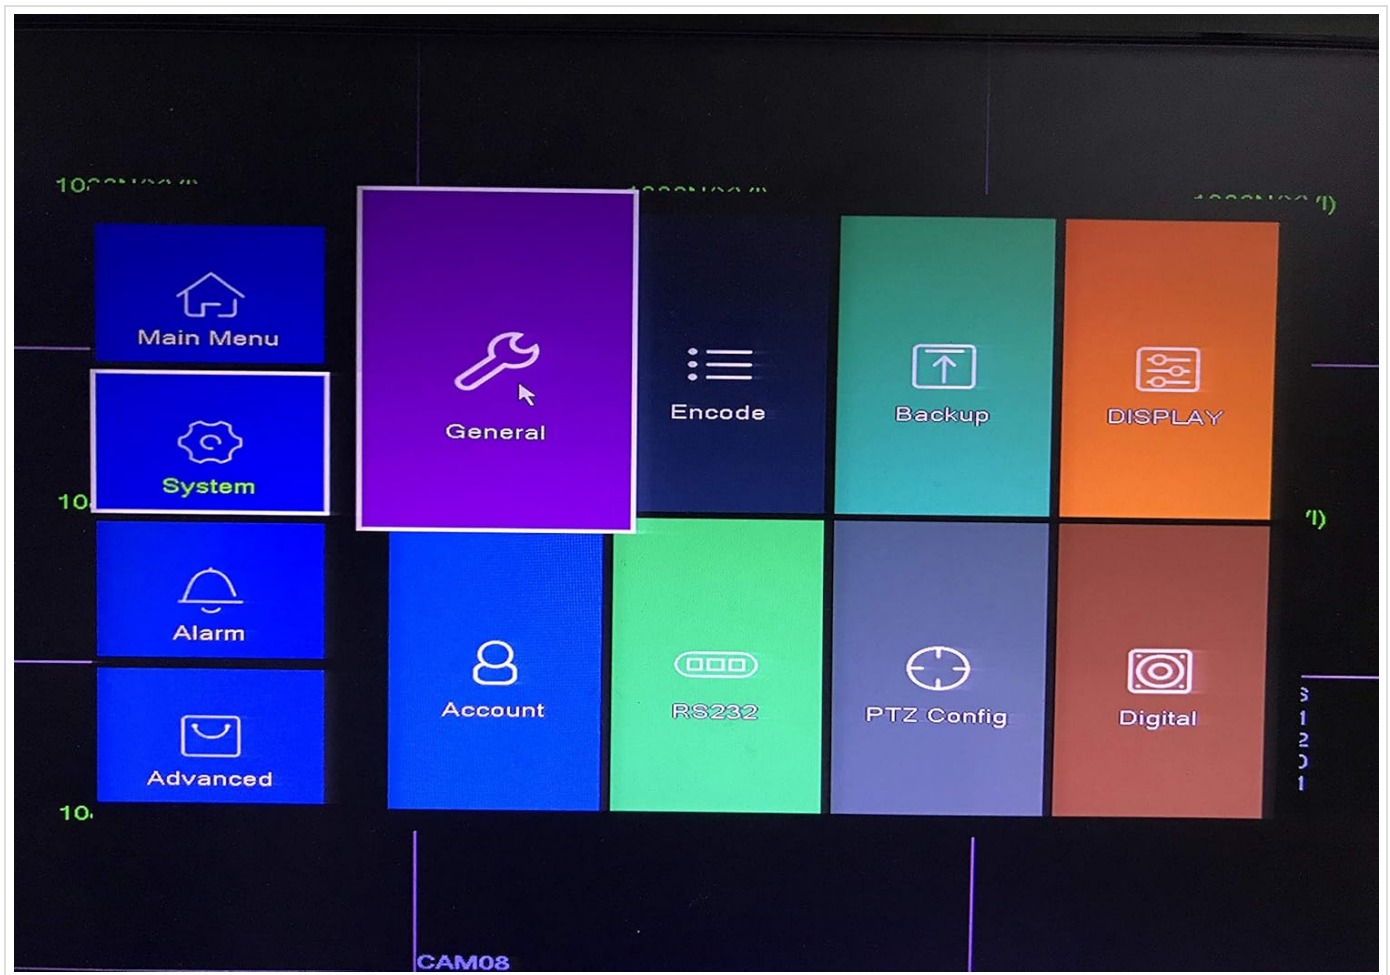 Main Menu
General
Encode
Backup
DISPLAY
System
Alarm
Account
RS232
PTZ Config
Digital
Advanced
CAM08